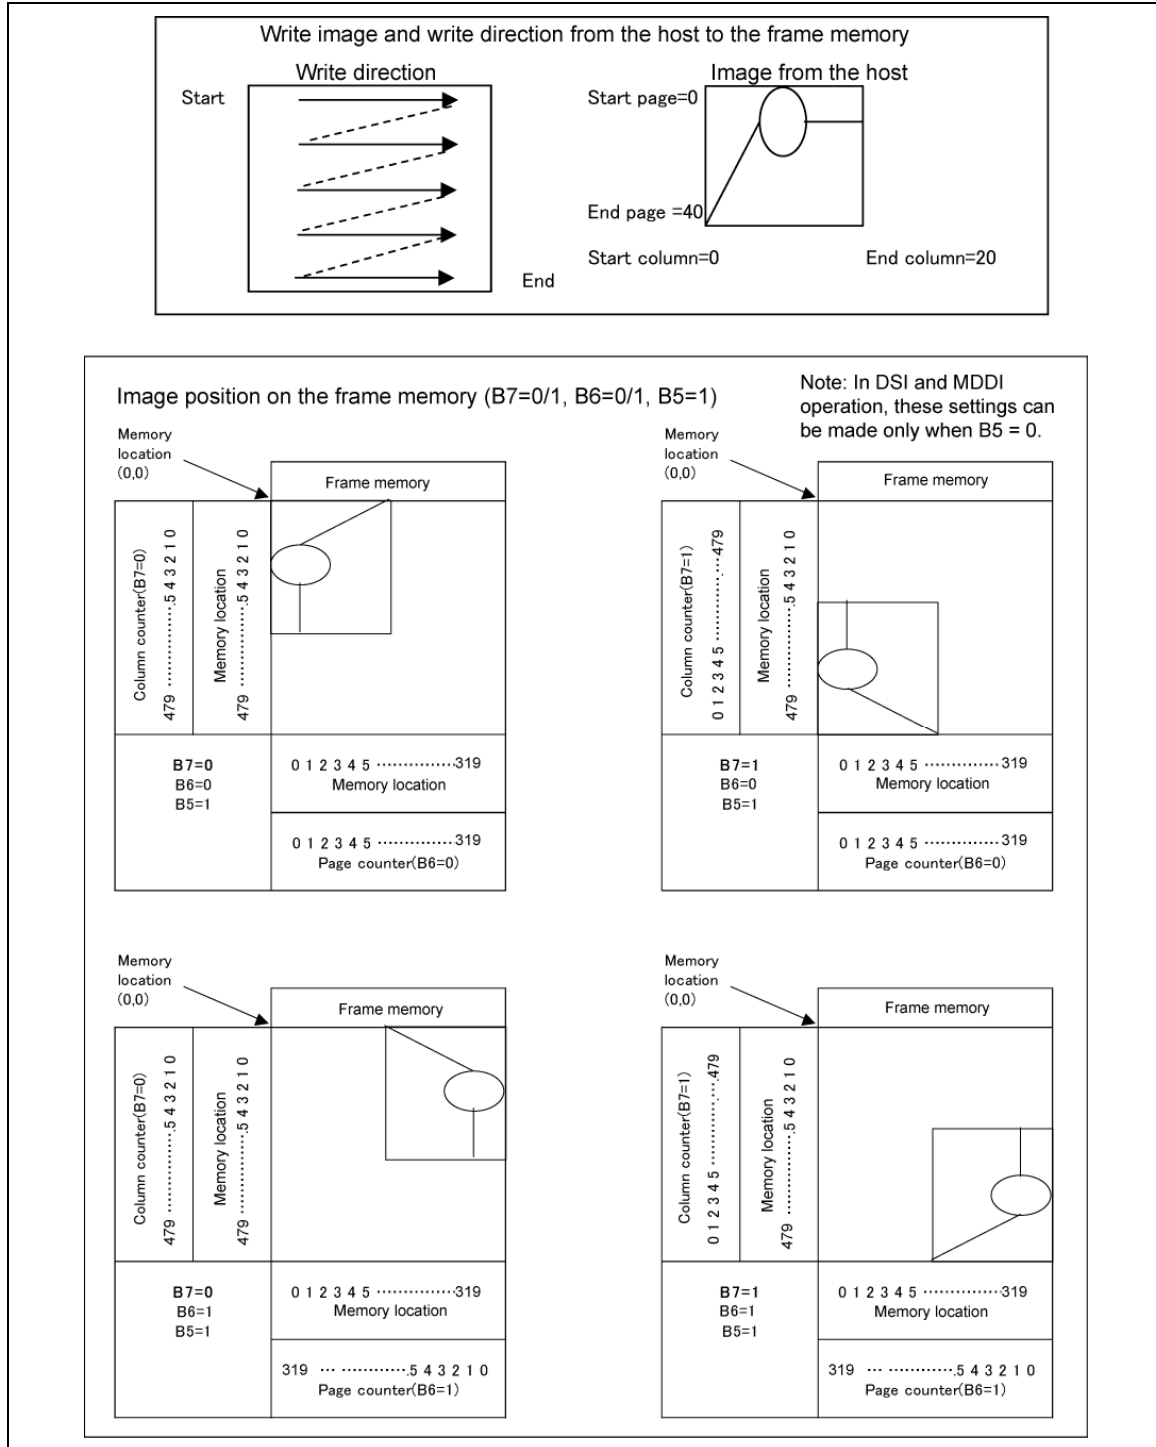 Write image and write direction from the host to the frame memory
Write direction
Image from the host
Start
Start page=0
End page =40
Start column=0
End column=20
End
Image position on the frame memory (B7=0/1, B6=0/1, B5=1)
Note: In DSI and MDDI
operation, these settings can
be made only when B5 = 0.
Memory
location
(0,0)
Frame memory
Column counter(B7=0)
479 ··············.5 4 3 2 1 0
Memory location
479 ··············.5 4 3 2 1 0
B7=0
B6=0
B5=1
0 1 2 3 4 5 ··············319
Memory location
0 1 2 3 4 5 ··············319
Page counter(B6=0)
Memory
location
(0,0)
Frame memory
Column counter(B7=1)
0 1 2 3 4 5 ··············.···479
Memory location
479 ··············.5 4 3 2 1 0
B7=1
B6=0
B5=1
0 1 2 3 4 5 ··············319
Memory location
0 1 2 3 4 5 ··············319
Page counter(B6=0)
Memory
location
(0,0)
Frame memory
Column counter(B7=0)
479 ··············.5 4 3 2 1 0
Memory location
479 ··············.5 4 3 2 1 0
B7=0
B6=1
B5=1
0 1 2 3 4 5 ··············319
Memory location
319 ··· ············.5 4 3 2 1 0
Page counter(B6=1)
Memory
location
(0,0)
Frame memory
Column counter(B7=1)
0 1 2 3 4 5 ··············.···479
Memory location
479 ··············.5 4 3 2 1 0
B7=1
B6=1
B5=1
0 1 2 3 4 5 ··············319
Memory location
319 ··· ············.5 4 3 2 1 0
Page counter(B6=1)